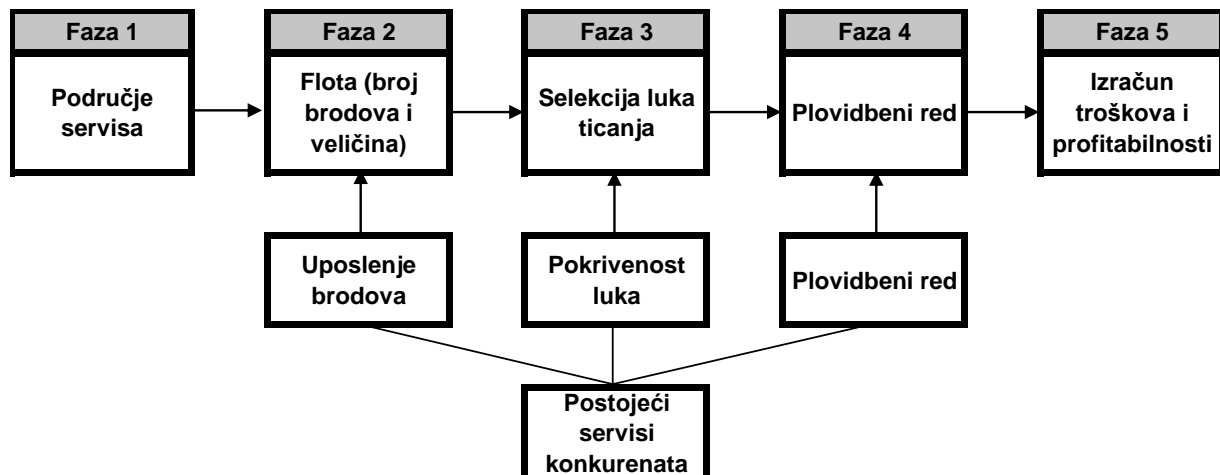 Faza 1
Područje
servisa
Faza 2
Flota (broj
brodova i
veličina)
Faza 3
Selekcija luka
ticanja
Faza 4
Plovidbeni red
Faza 5
Izračun
troškova i
profitabilnosti
Uposlenje
brodova
Pokrivenost
luka
Plovidbeni red
Postojeći
servisi
konkurenata